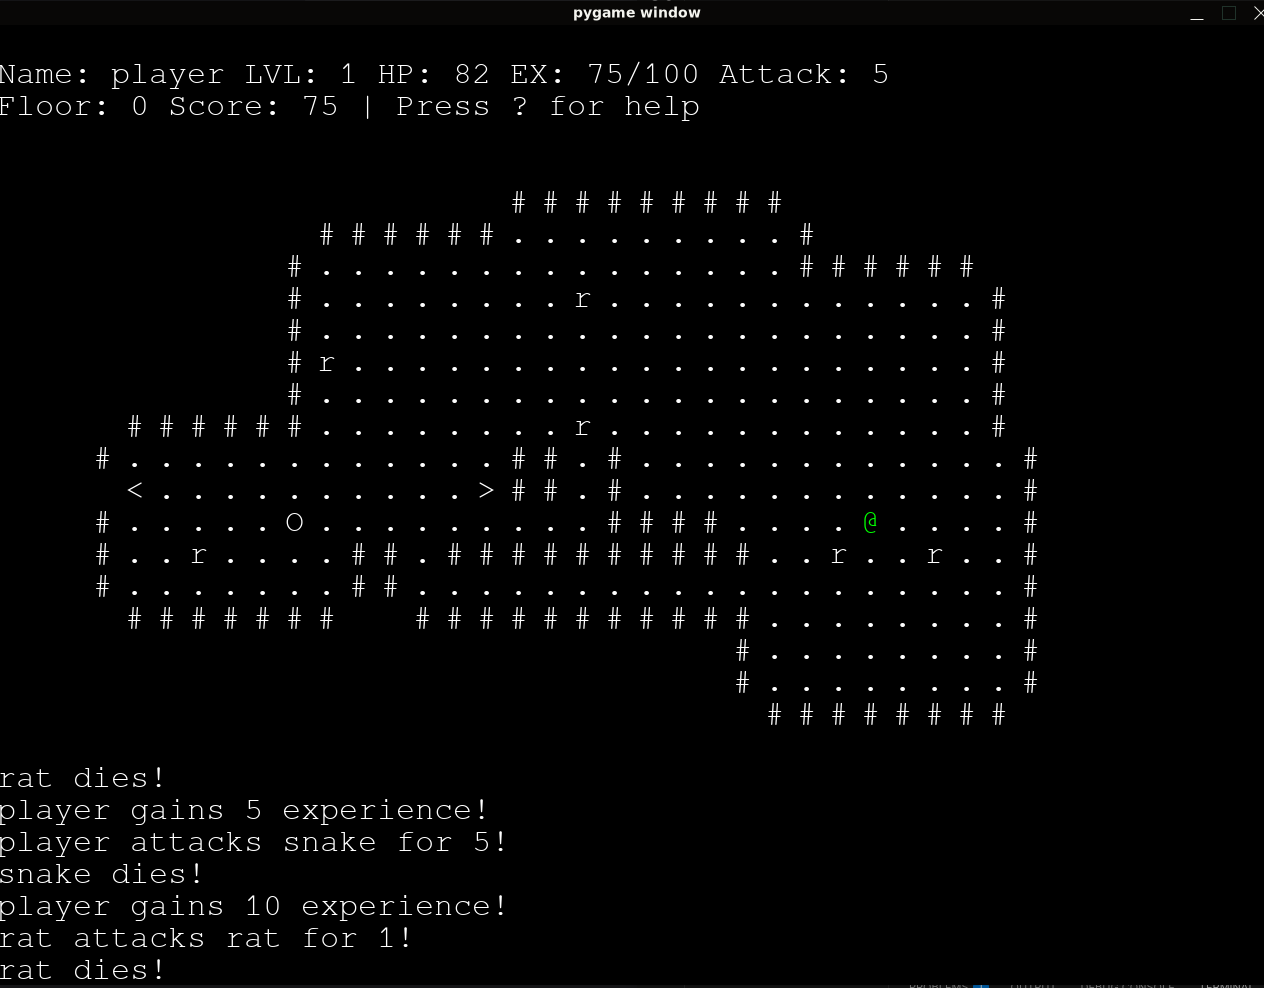 pygame window
Name: player LVL: 1 HP: 82 EX: 75/100 Attack: 5
Floor: 0 Score: 75 | Press ? for help
# # # # # # # # #
# # # # # # . . . . . . . . . #
# . . . . . . . . . . . . . . . # # # # # #
# . . . . . . . . r . . . . . . . . . . . . #
# . . . . . . . . . . . . . . . . . . . . . #
# r . . . . . . . . . . . . . . . . . . . . #
# . . . . . . . . . . . . . . . . . . . . . #
# # # # # # . . . . . . . . r . . . . . . . . . . . . #
# . . . . . . . . . . . . # # . # . . . . . . . . . . . . #
< . . . . . . . . . . > # # . # . . . . . . . . . . . . #
# . . . . . O . . . . . . . . . # # # # . . . . @ . . . . #
# . . r . . . . # # . # # # # # # # # # # . . r . . r . . #
# . . . . . . . # # . . . . . . . . . . . . . . . . . . . #
# # # # # # # # # # # # # # # # # # . . . . . . . . #
# . . . . . . . . #
# . . . . . . . . #
# # # # # # # #
rat dies!
player gains 5 experience!
player attacks snake for 5!
snake dies!
player gains 10 experience!
rat attacks rat for 1!
rat dies!